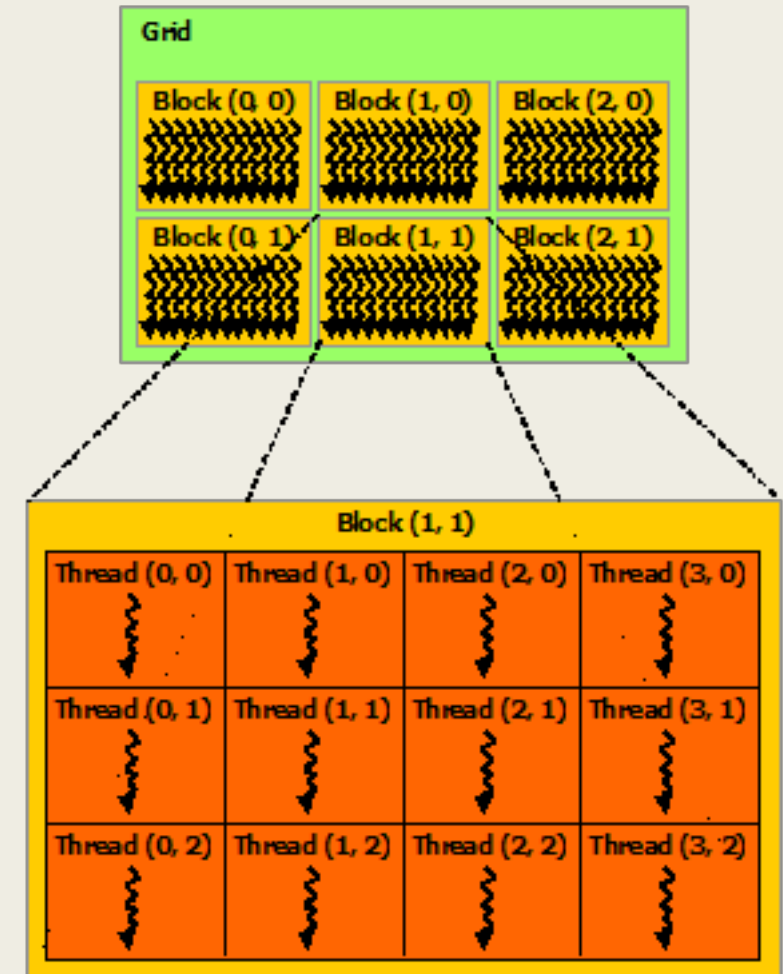 Grid
Block (0, 0) Block (1, 0) Block (2, 0)
Block (0, 1) Block (1, 1) Block (2, 1)
Block (1, 1)
Thread (0, 0) Thread (1, 0) Thread (2, 0) Thread (3, 0)
Thread (0, 1) Thread (1, 1) Thread (2, 1) Thread (3, 1)
Thread (0, 2) Thread (1, 2) Thread (2, 2) Thread (3, 2)